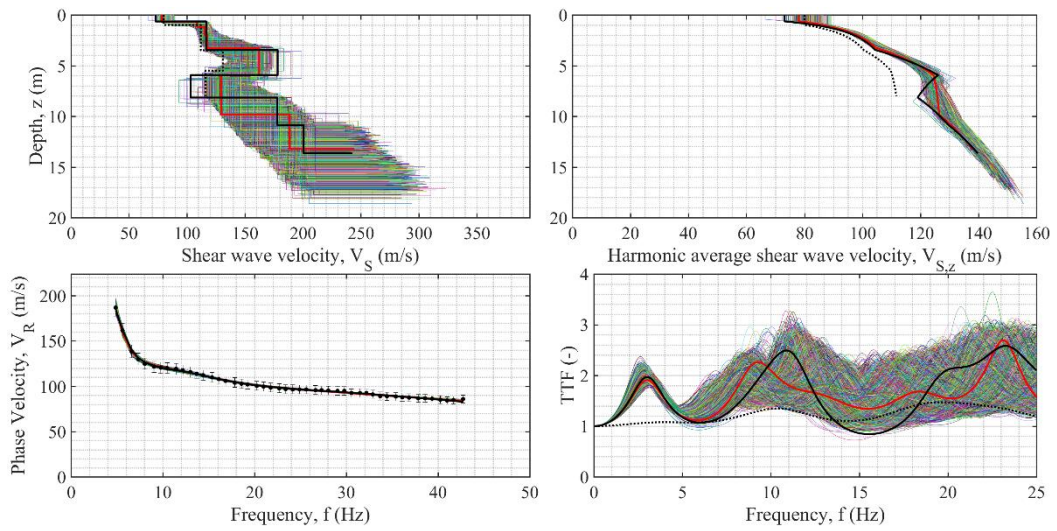 0
5
10
15
20
Depth, z (m)
0 50 100 150 200 250 300 350
Shear wave velocity, V_S (m/s)
0
5
10
15
20
0 20 40 60 80 100 120 140 160
Harmonic average shear wave velocity, V_S,z (m/s)
200
150
100
50
0
Phase Velocity, V_R (m/s)
0 10 20 30 40 50
Frequency, f (Hz)
4
3
2
1
0
TTF (-)
0 5 10 15 20 25
Frequency, f (Hz)